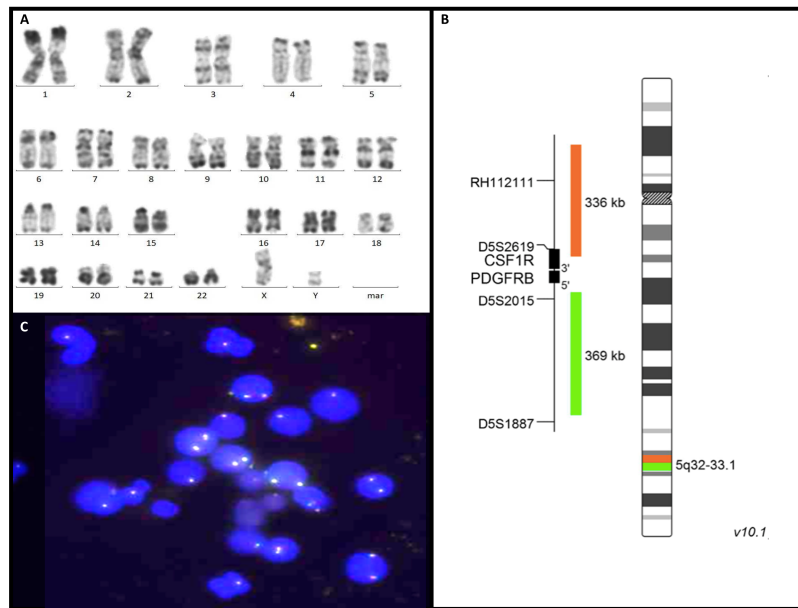 A
1 2 3 4 5
6 7 8 9 10 11 12
13 14 15 16 17 18
19 20 21 22 X Y mar
B
RH112111
336 kb
D5S2619
CSF1R
3'
PDGFRB
5'
D5S2015
369 kb
D5S1887
5q32-33.1
v10.1
C